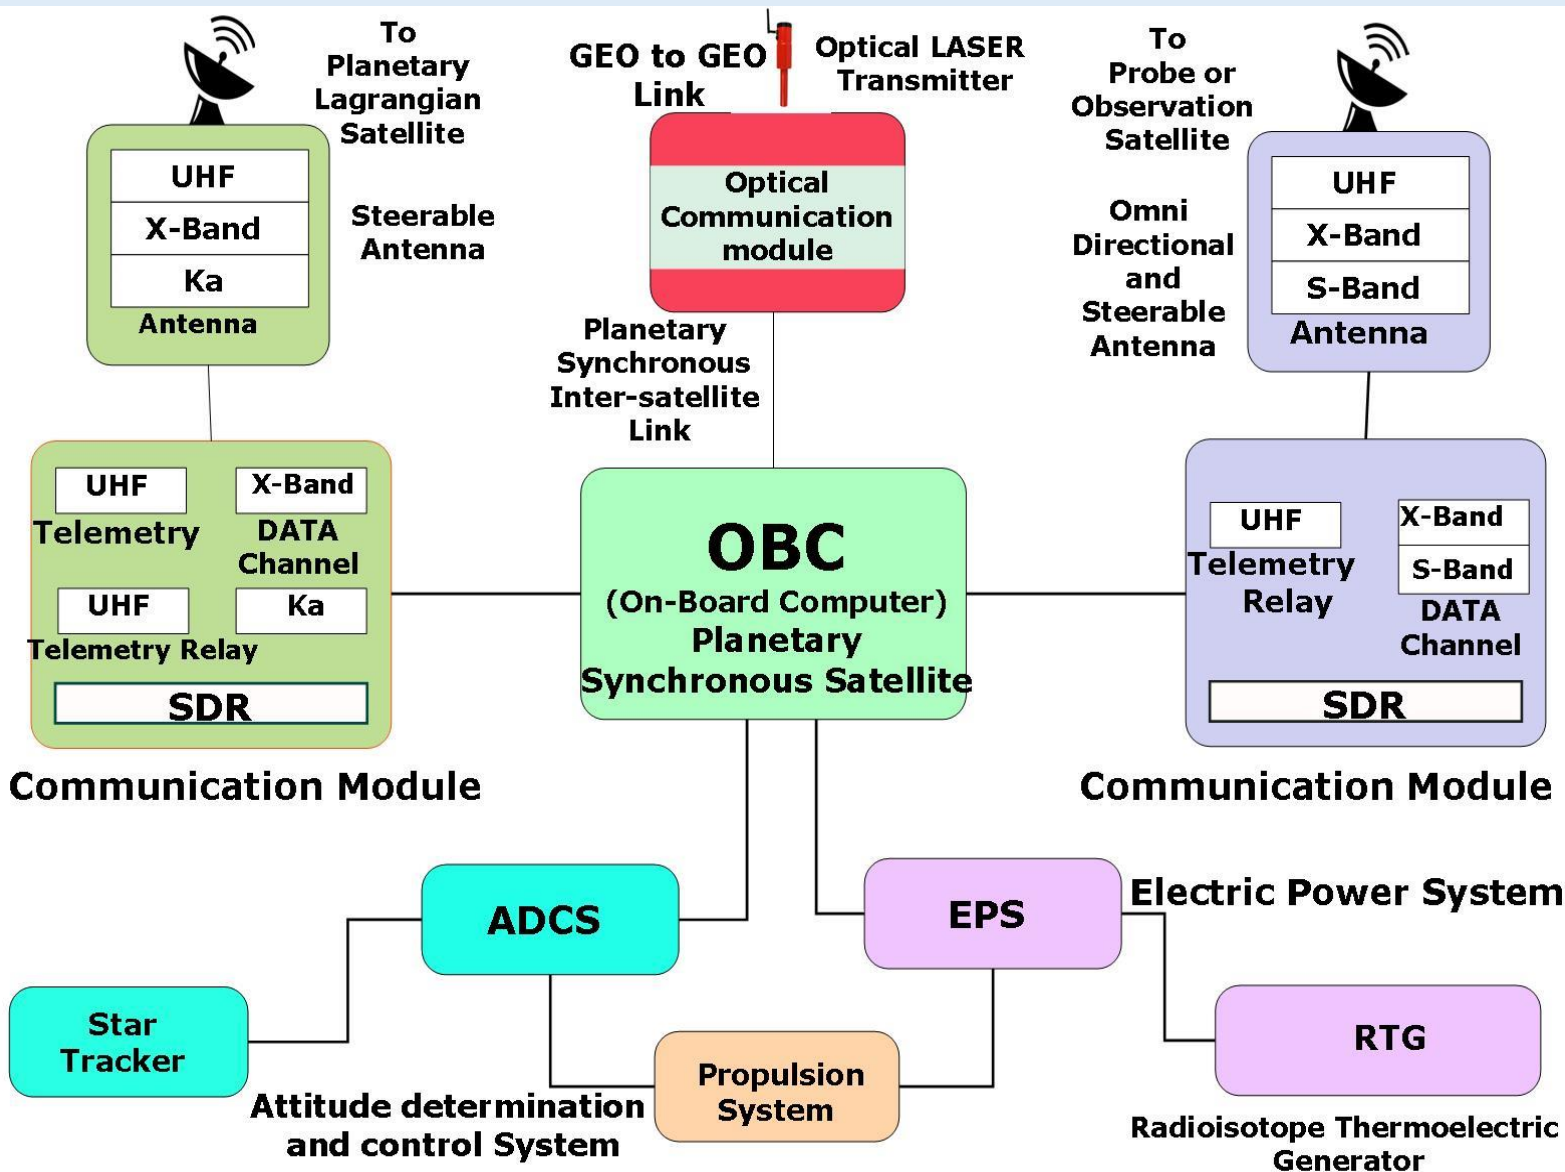 To
Planetary
Lagrangian
Satellite
UHF
X-Band
Ka
Antenna
Steerable
Antenna
GEO to GEO
Link
Optical LASER
Transmitter
Optical
Communication
module
Planetary
Synchronous
Inter-satellite
Link
To
Probe or
Observation
Satellite
Omni
Directional
and
Steerable
Antenna
UHF
X-Band
S-Band
Antenna
UHF
Telemetry
X-Band
DATA
Channel
UHF
Telemetry Relay
Ka
SDR
Communication Module
OBC
(On-Board Computer)
Planetary
Synchronous Satellite
UHF
Telemetry
Relay
X-Band
S-Band
DATA
Channel
SDR
Communication Module
ADCS
EPS
Electric Power System
Star
Tracker
Attitude determination
and control System
Propulsion
System
RTG
Radioisotope Thermoelectric
Generator